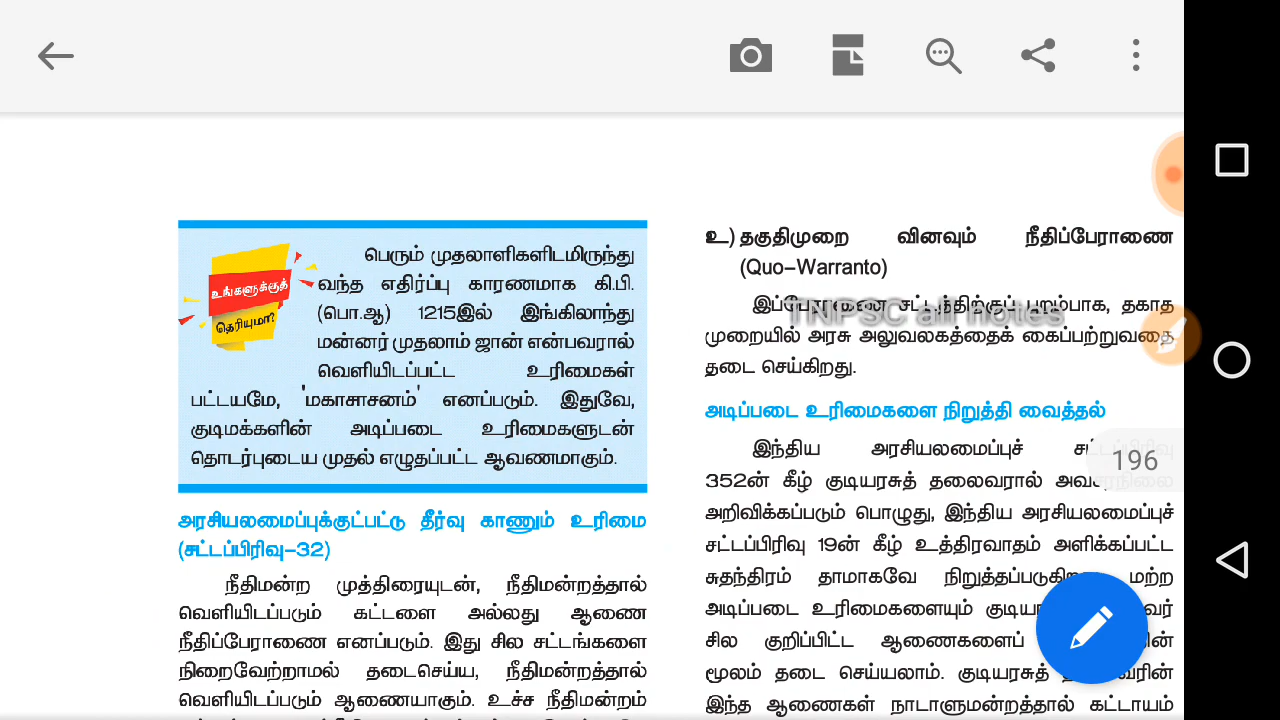 உங்களுக்குத்
தெரியுமா?
பெரும் முதலாளிகளிடமிருந்து
வந்த எதிர்ப்பு காரணமாக கி.பி.
(பொ.ஆ) 1215இல் இங்கிலாந்து
மன்னர் முதலாம் ஜான் என்பவரால்
வெளியிடப்பட்ட உரிமைகள்
பட்டயமே, 'மகாசாசனம்' எனப்படும். இதுவே,
குடிமக்களின் அடிப்படை உரிமைகளுடன்
தொடர்புடைய முதல் எழுதப்பட்ட ஆவணமாகும்.
அரசியலமைப்புக்குட்பட்டு தீர்வு காணும் உரிமை
(சட்டப்பிரிவு-32)
நீதிமன்ற முத்திரையுடன், நீதிமன்றத்தால்
வெளியிடப்படும் கட்டளை அல்லது ஆணை
நீதிப்பேராணை எனப்படும். இது சில சட்டங்களை
நிறைவேற்றாமல் தடைசெய்ய, நீதிமன்றத்தால்
வெளியிடப்படும் ஆணையாகும். உச்ச நீதிமன்றம்
உ) தகுதிமுறை வினவும் நீதிப்பேராணை
(Quo-Warranto)
இப்பேராணை சட்டத்திற்குப் புறம்பாக, தகாத
TNPSC all notes
முறையில் அரசு அலுவலகத்தைக் கைப்பற்றுவதை
தடை செய்கிறது.
அடிப்படை உரிமைகளை நிறுத்தி வைத்தல்
இந்திய அரசியலமைப்புச் சட்டப்பிரிவு
196
352ன் கீழ் குடியரசுத் தலைவரால் அவசரநிலை
அறிவிக்கப்படும் பொழுது, இந்திய அரசியலமைப்புச்
சட்டப்பிரிவு 19ன் கீழ் உத்திரவாதம் அளிக்கப்பட்ட
சுதந்திரம் தாமாகவே மற்ற
அடிப்படை உரிமைகளையும்
சில குறிப்பிட்ட ஆணைகளைப்
மூலம் தடை செய்யலாம். குடியரசுத்
இந்த ஆணைகள் நாடாளுமன்றத்தால் கட்டாயம்